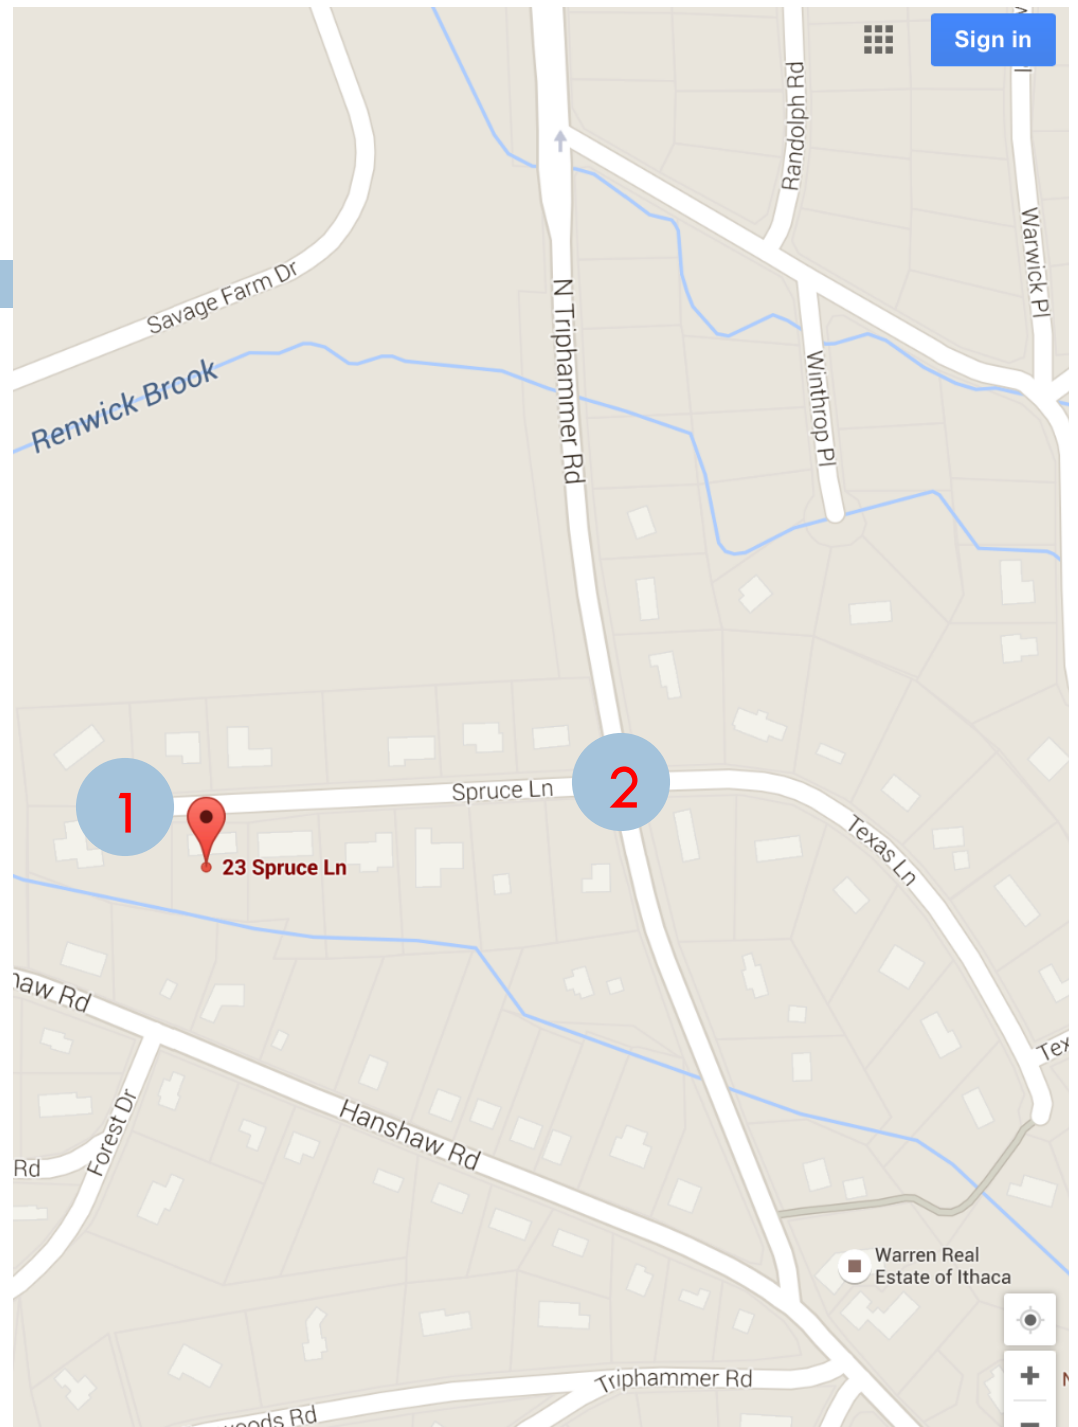 Sign in
Randolph Rd
Warwick Pl
Savage Farm Dr
N Triphammer Rd
Renwick Brook
Winthrop Pl
1
2
Spruce Ln
Texas Ln
23 Spruce Ln
haw Rd
Tex
Forest Dr
Hanshaw Rd
Rd
Warren Real
Estate of Ithaca
Triphammer Rd
oods Rd